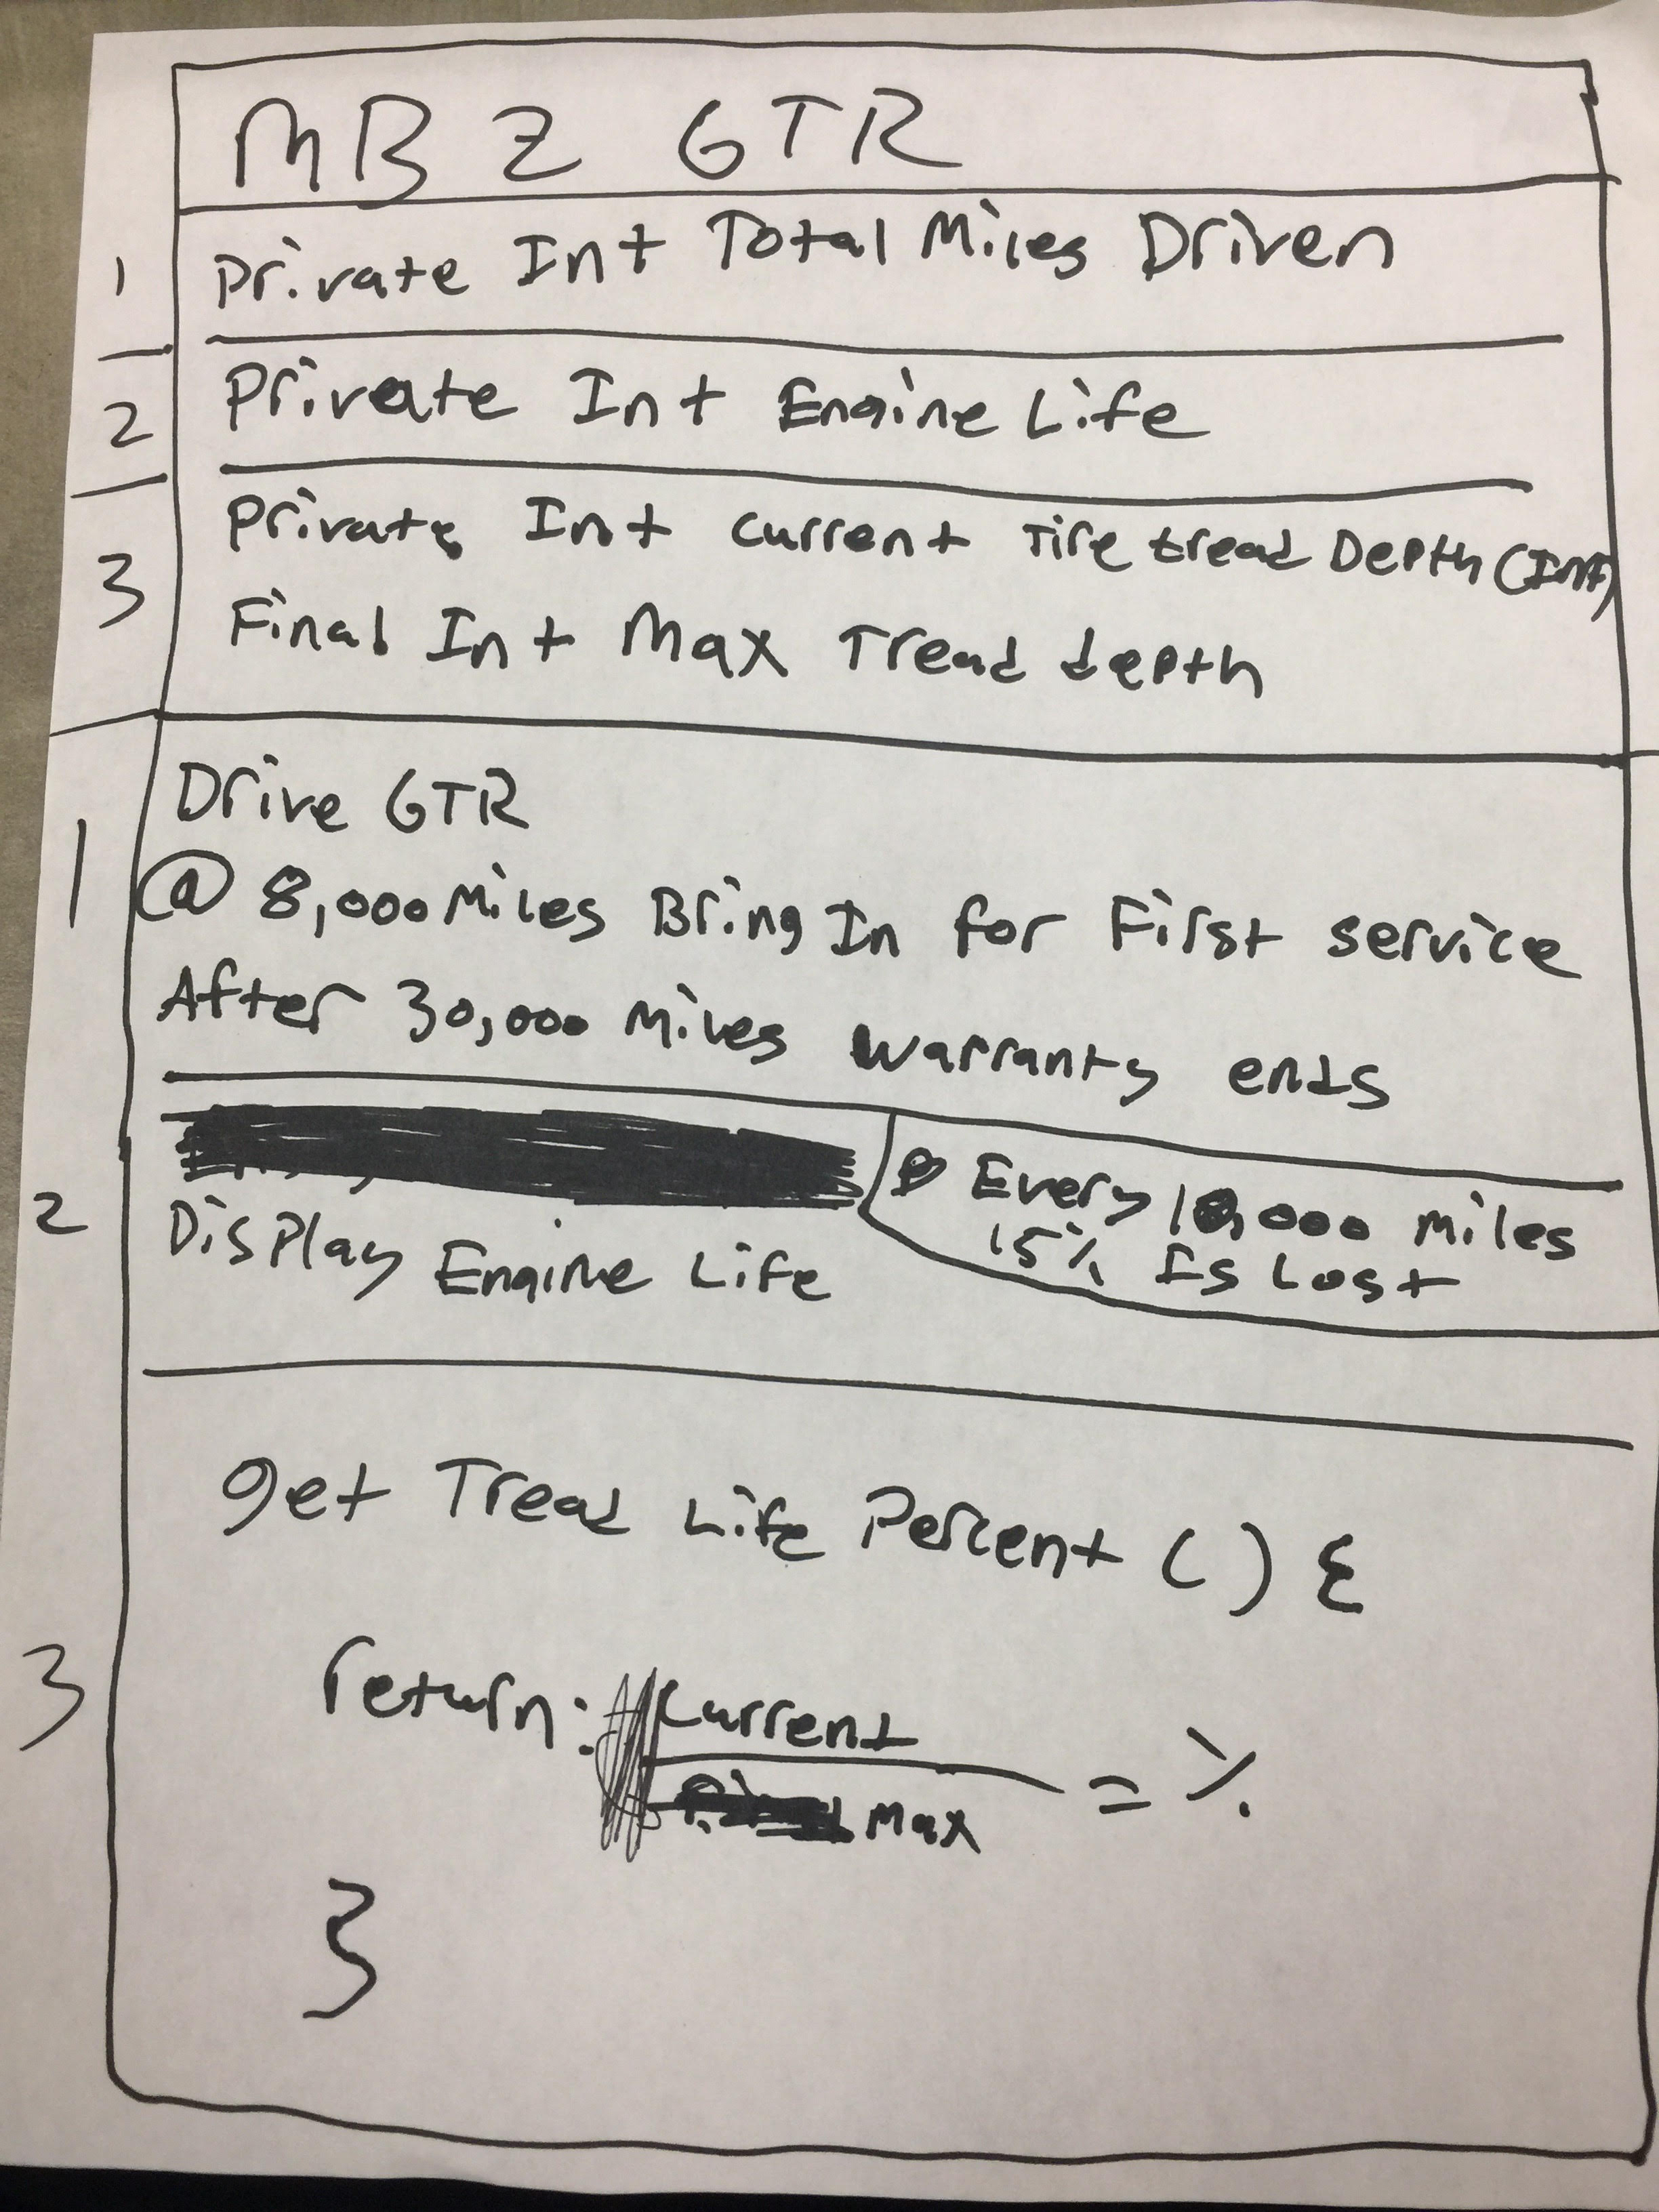 MBZ GTR
1 Private Int Total Miles Driven
2 Private Int Engine Life
3 Private Int current Tire tread Depth (Int)
Final Int Max Tread depth
Drive GTR
1 @ 8,000 Miles Bring In for First service
After 30,000 Miles warranty ends
Every 10,000 miles
15% Is Lost
2 Display Engine Life
get Tread Life Percent () {
3 return: Current
= %
Max
}